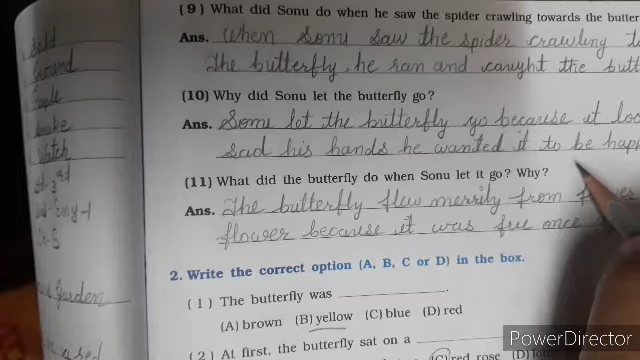 (9) What did Sonu do when he saw the spider crawling towards the butter
Ans. When Sonu saw the spider crawling to
the butterfly, he ran and caught the butt
(10) Why did Sonu let the butterfly go?
Ans. Sonu let the butterfly go because it loo
sad his hands he wanted it to be happ
(11) What did the butterfly do when Sonu let it go? Why?
Ans. The butterfly flew merrily from
flower because it was free once
2. Write the correct option (A, B, C or D) in the box.
(1) The butterfly was
(A) brown (B) yellow (C) blue (D) red
(2) At first, the butterfly sat on a
(C) red rose
Gold
Watch
Garden
PowerDirector